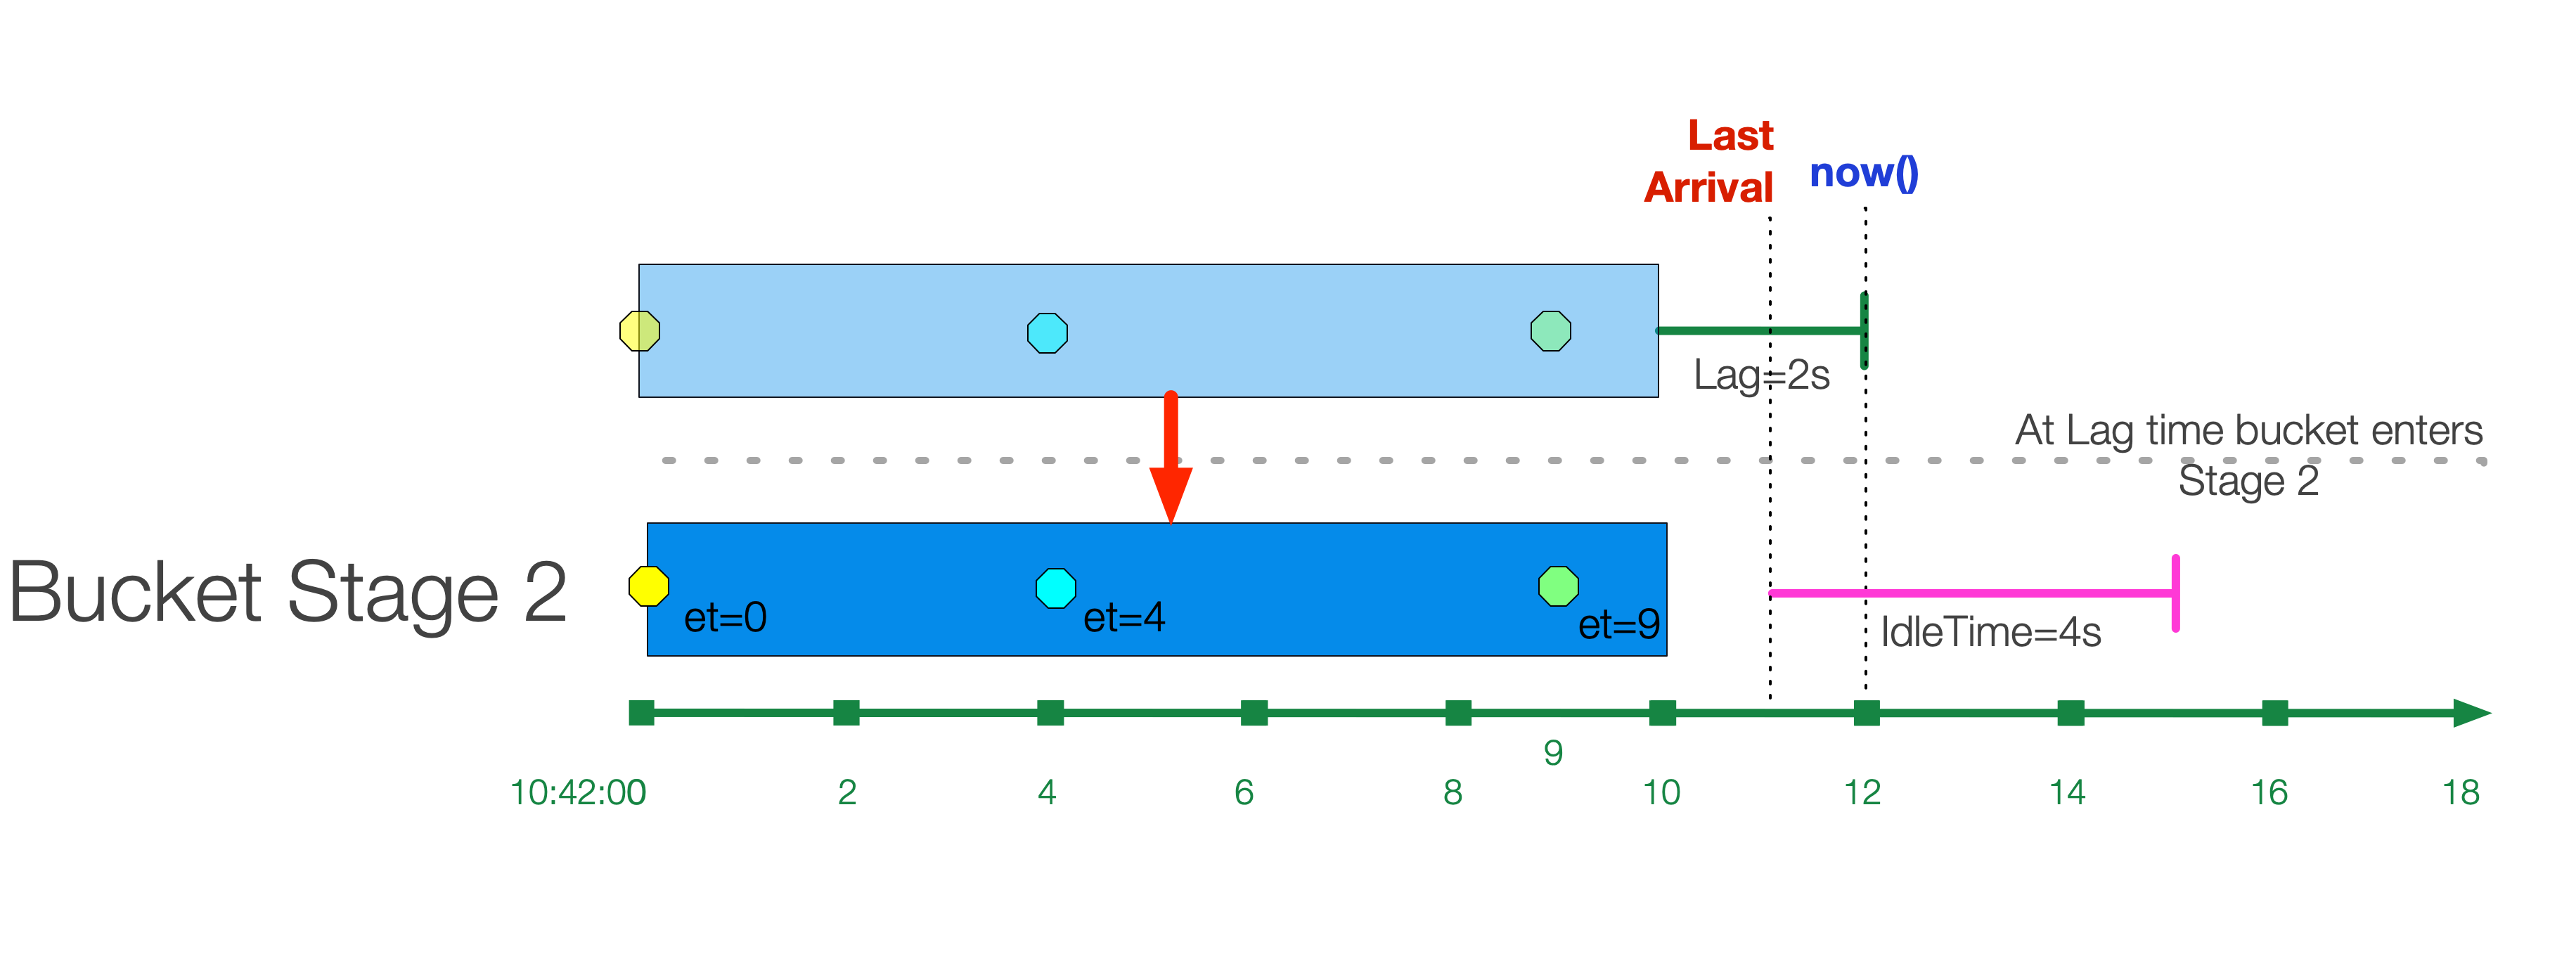 Last
Arrival
now()
Lag=2s
At Lag time bucket enters
Stage 2
Bucket Stage 2
et=0
et=4
et=9
IdleTime=4s
9
10:42:00
2
4
6
8
10
12
14
16
18